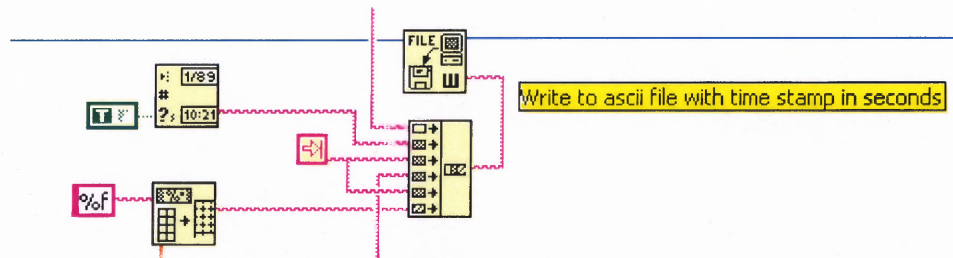 FILE
1/89
#
?, 10:21
T
Write to ascii file with time stamp in seconds
%f